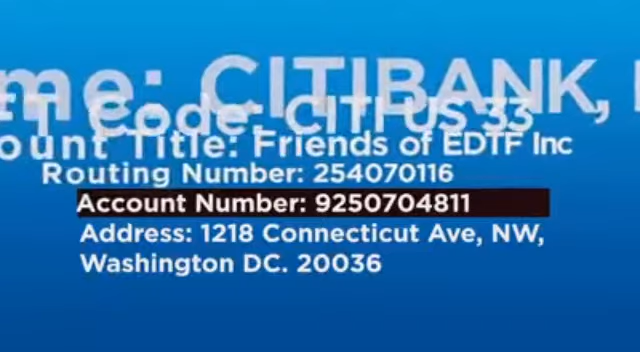 me: CITIBANK,
T Code: CITI US 33
ount Title: Friends of EDTF Inc
Routing Number: 254070116
Account Number: 9250704811
Address: 1218 Connecticut Ave, NW,
Washington DC. 20036